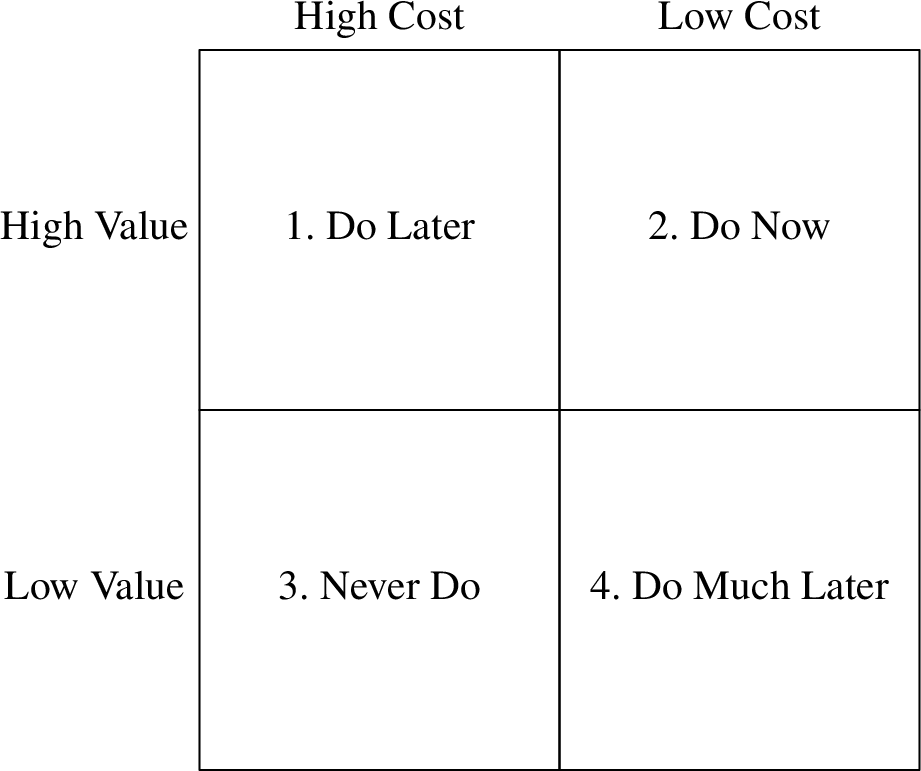 High Cost
Low Cost
High Value
1. Do Later
2. Do Now
Low Value
3. Never Do
4. Do Much Later